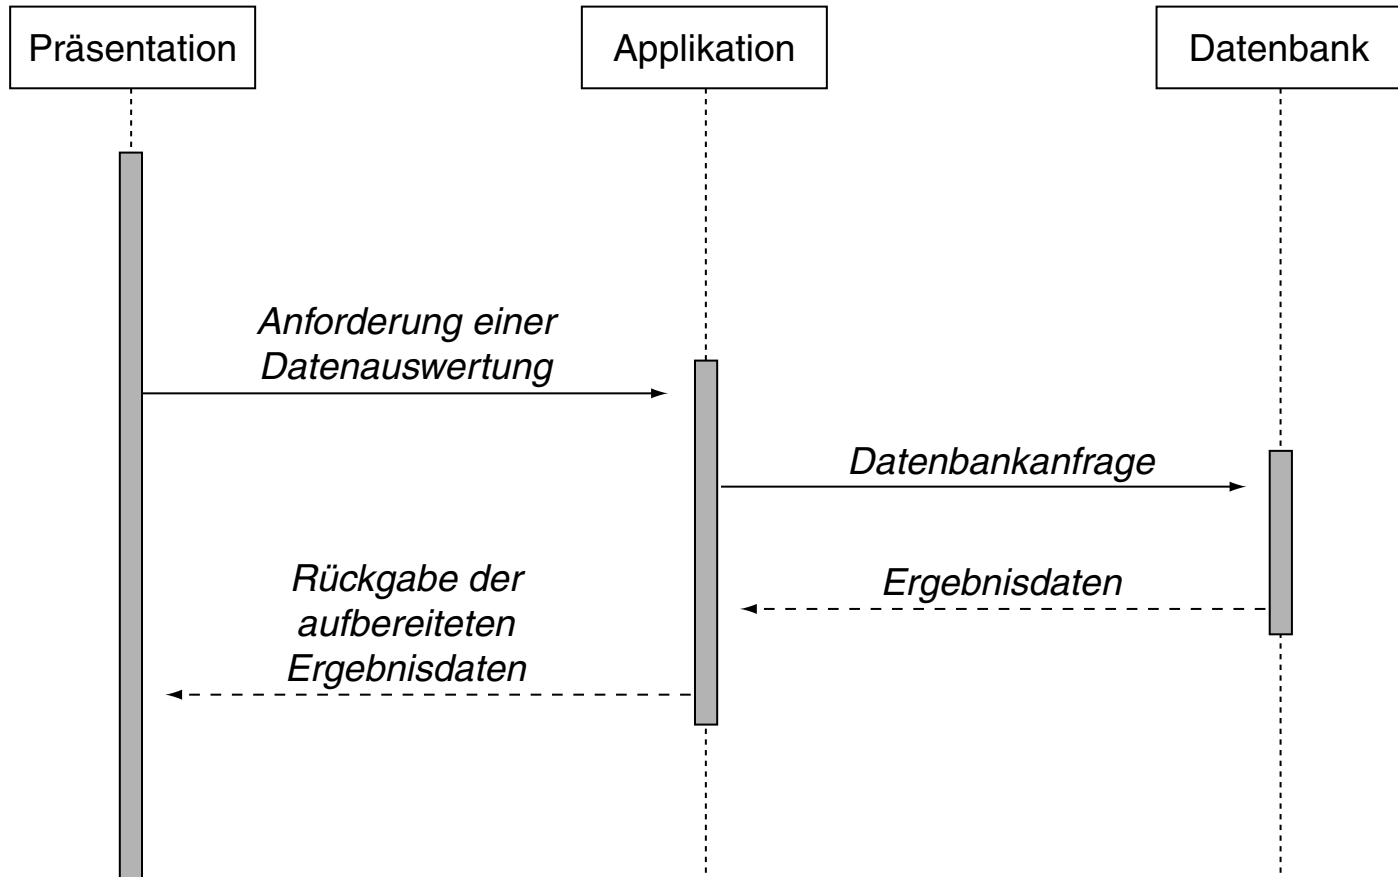 Präsentation
Applikation
Datenbank
Anforderung einer
Datenauswertung
Datenbankanfrage
Ergebnisdaten
Rückgabe der
aufbereiteten
Ergebnisdaten